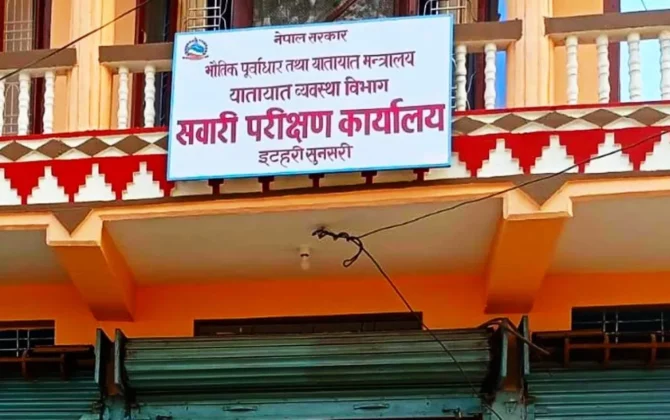 नेपाल सरकार
भौतिक पूर्वाधार तथा यातायात मन्त्रालय
यातायात व्यवस्था विभाग
सवारी परीक्षण कार्यालय
इटहरी सुनसरी